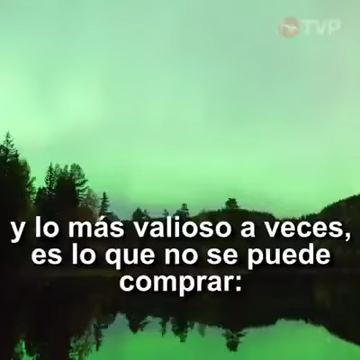 TVP
y lo más valioso a veces,
es lo que no se puede
comprar: